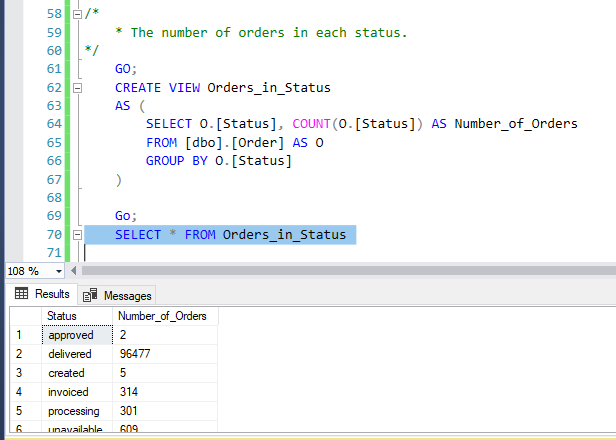 58 /*
59 * The number of orders in each status.
60 */
61 GO;
62 CREATE VIEW Orders_in_Status
63 AS (
64 SELECT O.[Status], COUNT(O.[Status]) AS Number_of_Orders
65 FROM [dbo].[Order] AS O
66 GROUP BY O.[Status]
67 )
68
69 Go;
70 SELECT * FROM Orders_in_Status
71
108 %
Results Messages
Status Number_of_Orders
1 approved 2
2 delivered 96477
3 created 5
4 invoiced 314
5 processing 301
6 unavailable 609